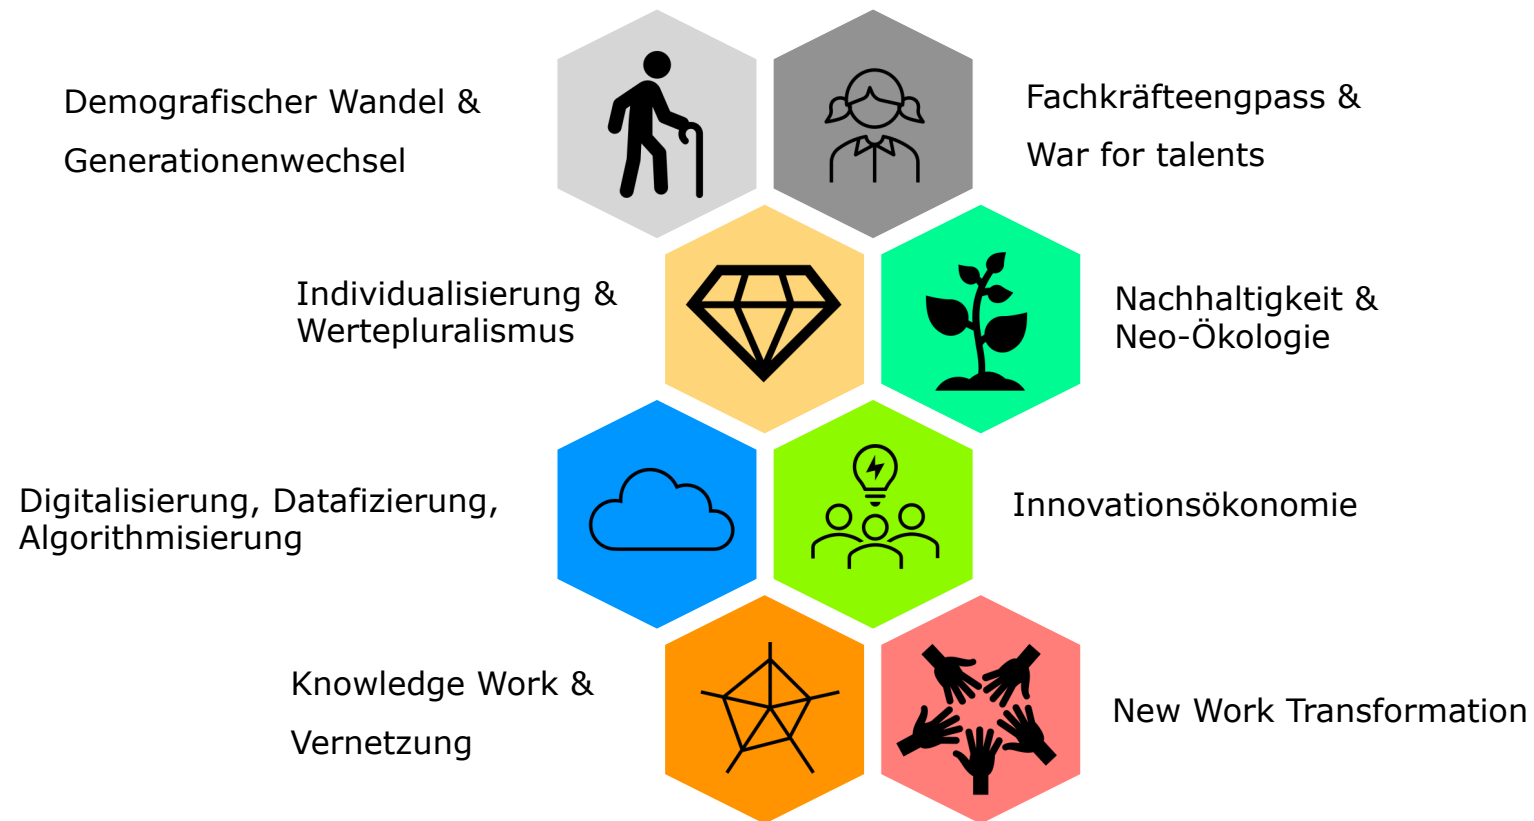 Demografischer Wandel &
Generationenwechsel
Fachkräfteengpass &
War for talents
Individualisierung &
Wertepluralismus
Nachhaltigkeit &
Neo-Ökologie
Digitalisierung, Datafizierung,
Algorithmisierung
Innovationsökonomie
Knowledge Work &
Vernetzung
New Work Transformation